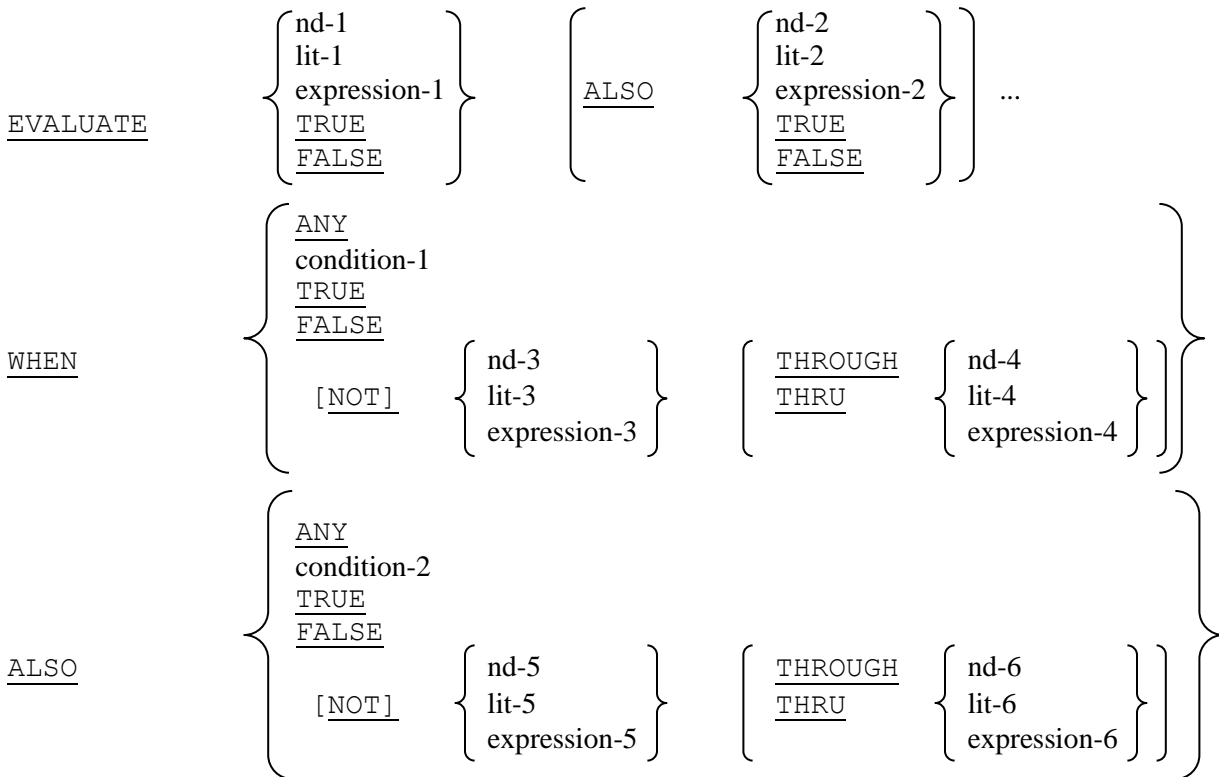 nd-1 nd-2
lit-1 lit-2
expression-1 ALSO expression-2 ...
EVALUATE TRUE TRUE
FALSE FALSE
ANY
condition-1
TRUE
FALSE
WHEN nd-3 THROUGH nd-4
[NOT] lit-3 THRU lit-4
expression-3 expression-4
ANY
condition-2
TRUE
FALSE
ALSO nd-5 THROUGH nd-6
[NOT] lit-5 THRU lit-6
expression-5 expression-6